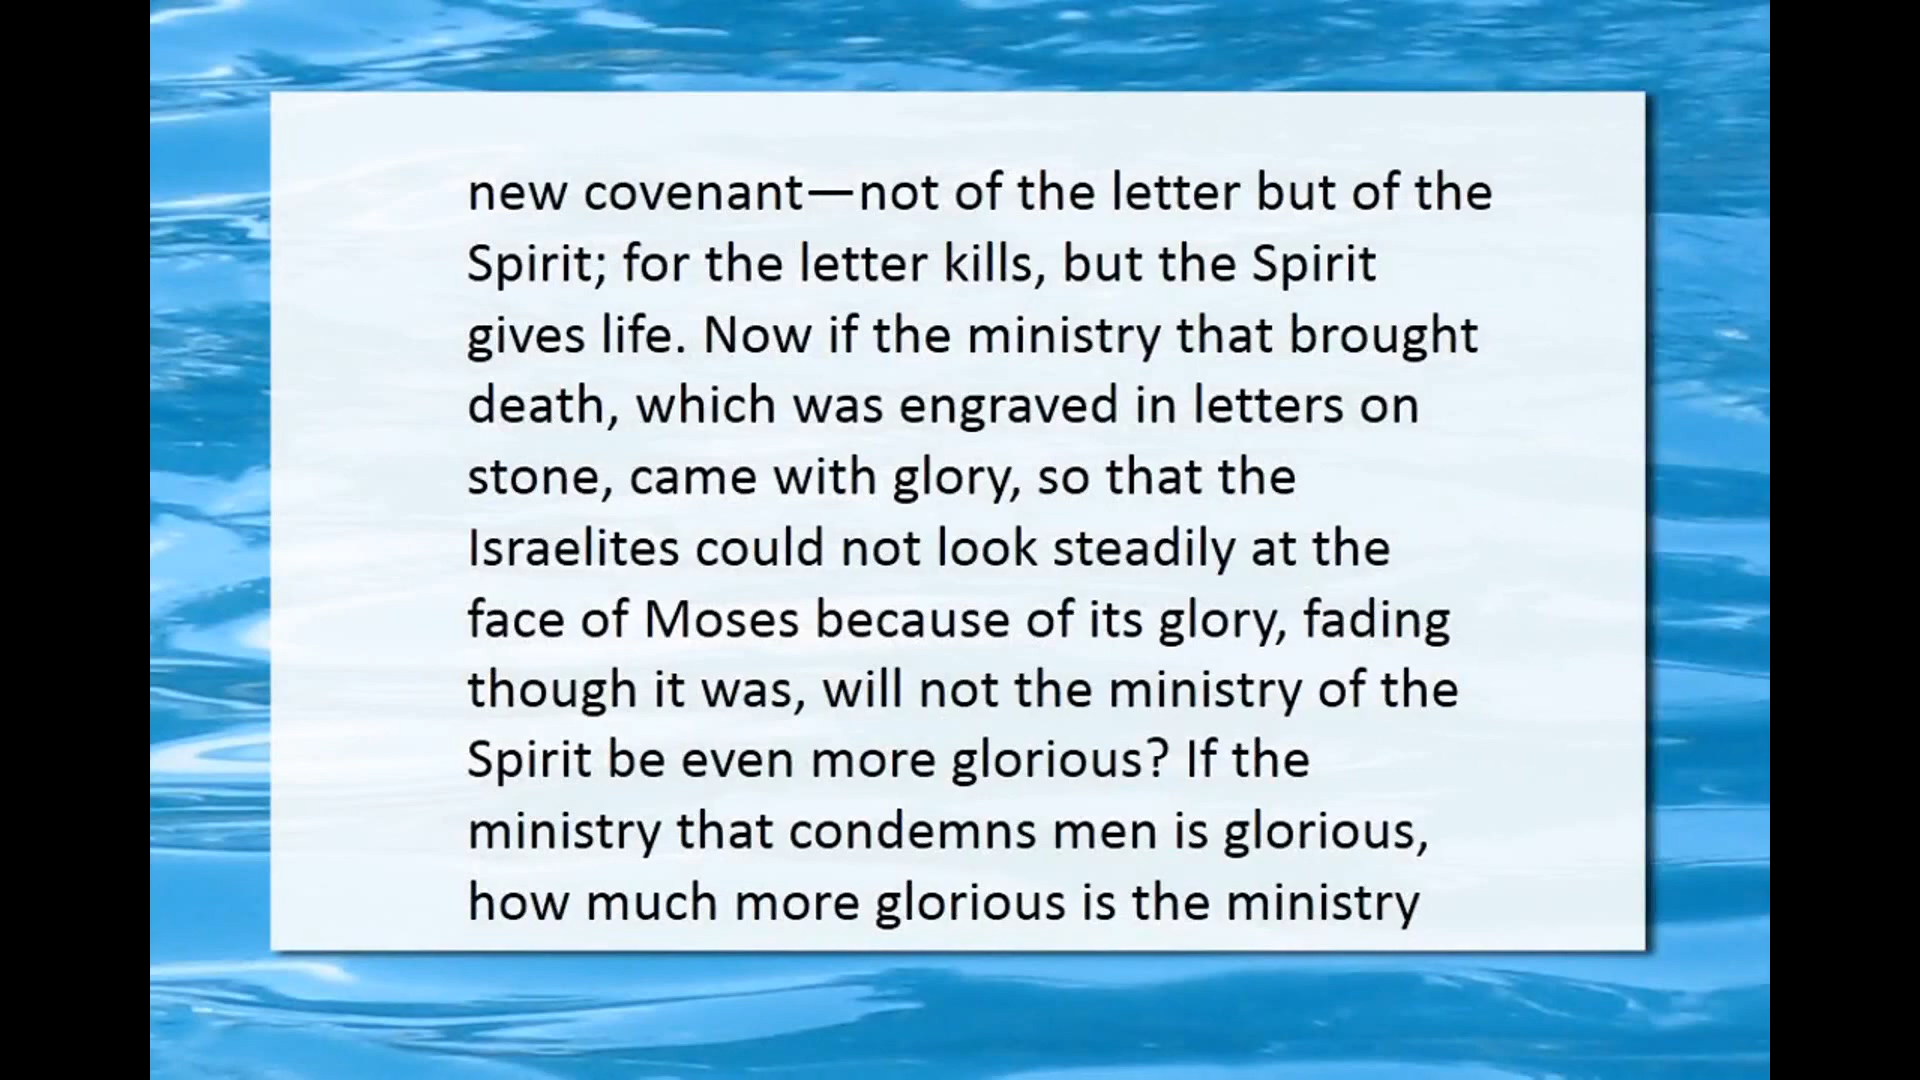 new covenant—not of the letter but of the
Spirit; for the letter kills, but the Spirit
gives life. Now if the ministry that brought
death, which was engraved in letters on
stone, came with glory, so that the
Israelites could not look steadily at the
face of Moses because of its glory, fading
though it was, will not the ministry of the
Spirit be even more glorious? If the
ministry that condemns men is glorious,
how much more glorious is the ministry